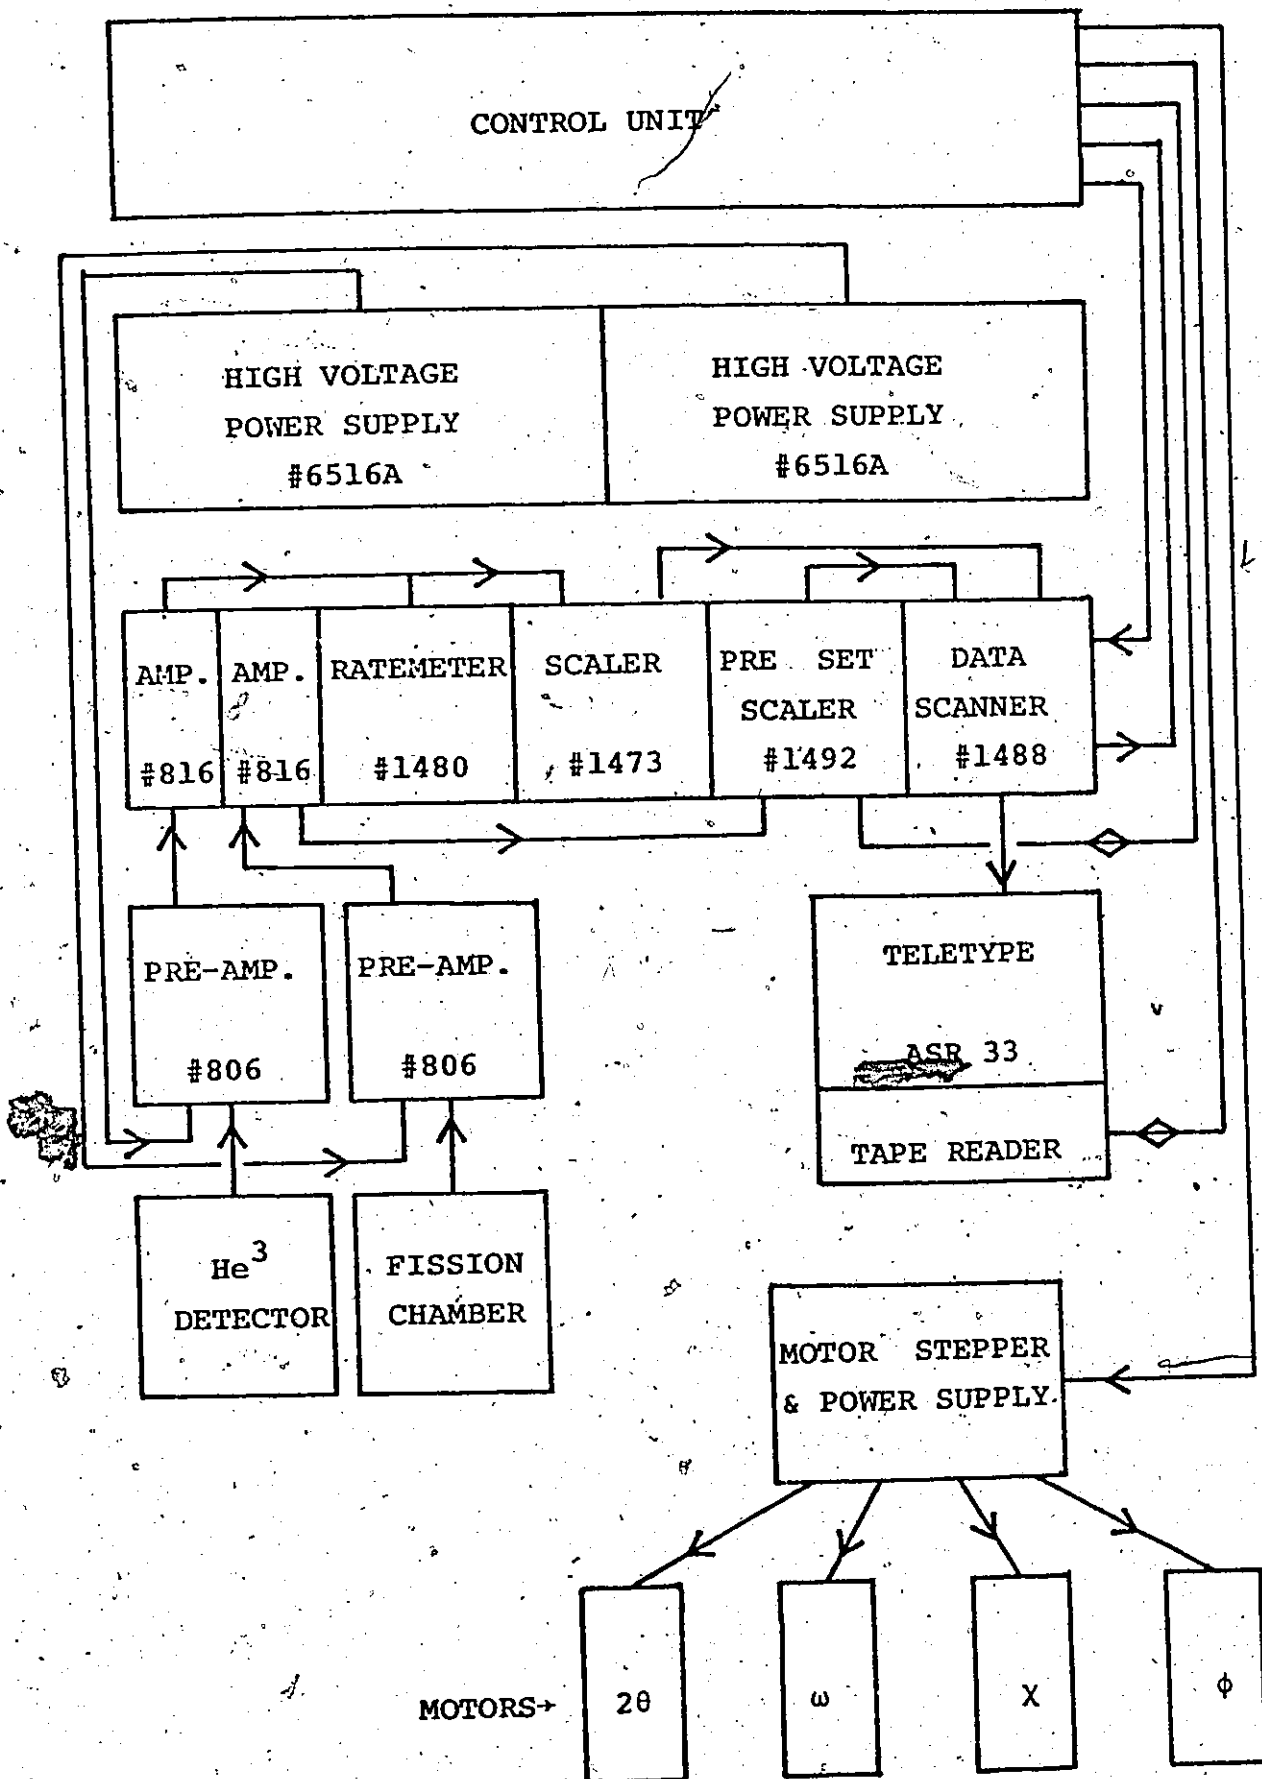 CONTROL UNIT
HIGH VOLTAGE
POWER SUPPLY
#6516A
HIGH VOLTAGE
POWER SUPPLY
#6516A
AMP.
#816
AMP.
#816
RATEMETER
#1480
SCALER
#1473
PRE SET
SCALER
#1492
DATA
SCANNER
#1488
PRE-AMP.
#806
PRE-AMP.
#806
TELETYPE
ASR 33
TAPE READER
He³
DETECTOR
FISSION
CHAMBER
MOTOR STEPPER
& POWER SUPPLY
MOTORS→
2θ
ω
χ
φ